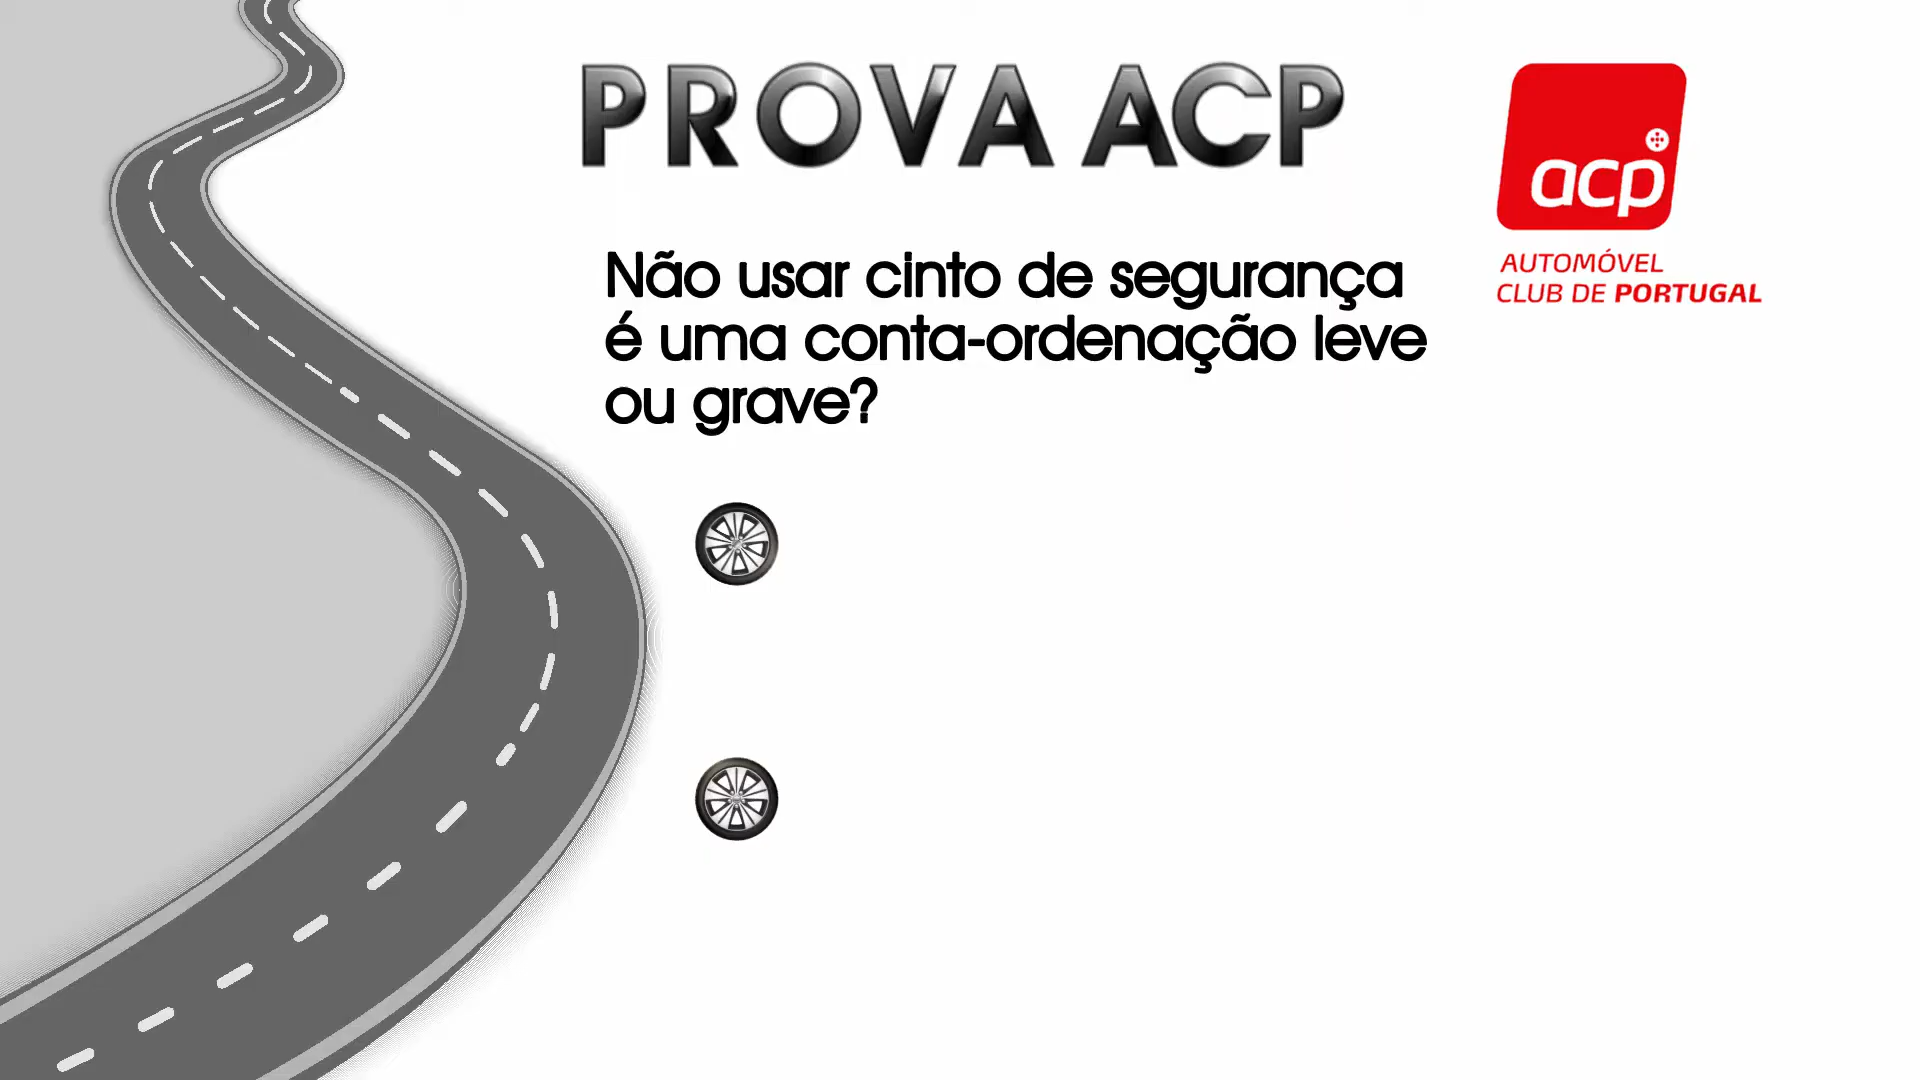 PROVA ACP
acp
AUTOMÓVEL
CLUB DE PORTUGAL
Não usar cinto de segurança
é uma conta-ordenação leve
ou grave?